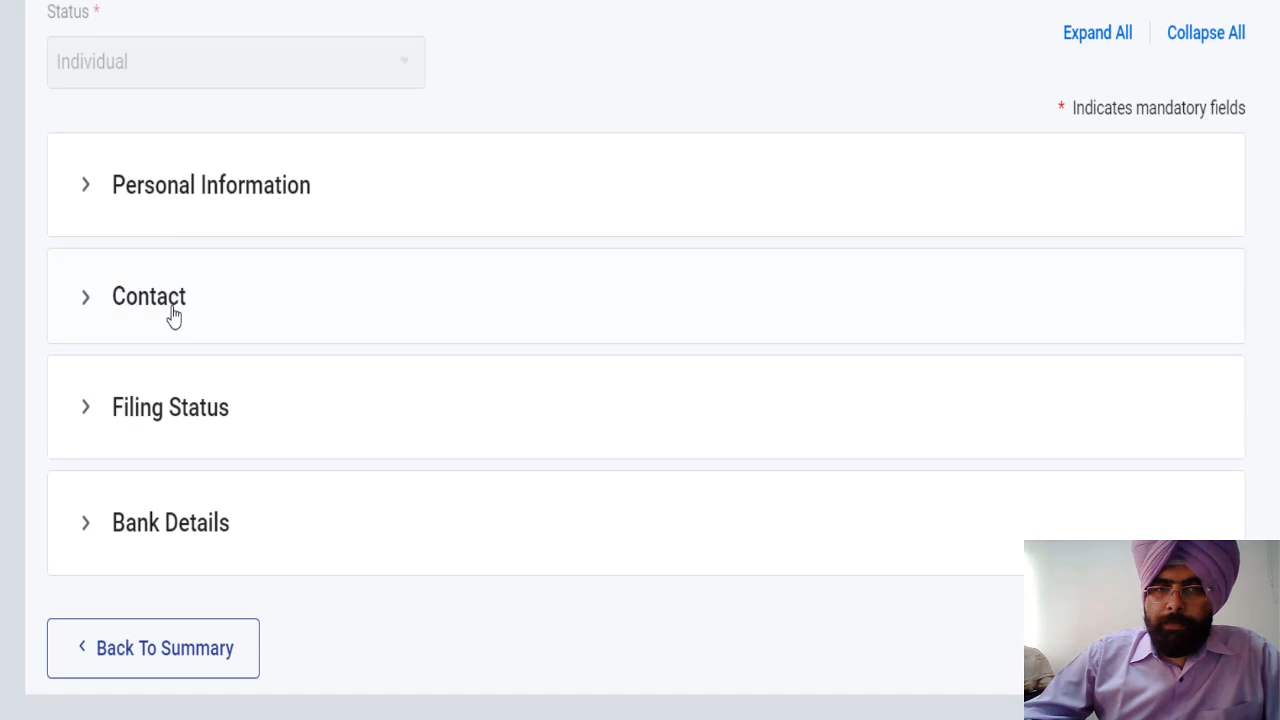 Status *
Individual
Expand All
Collapse All
* Indicates mandatory fields
Personal Information
Contact
Filing Status
Bank Details
Back To Summary